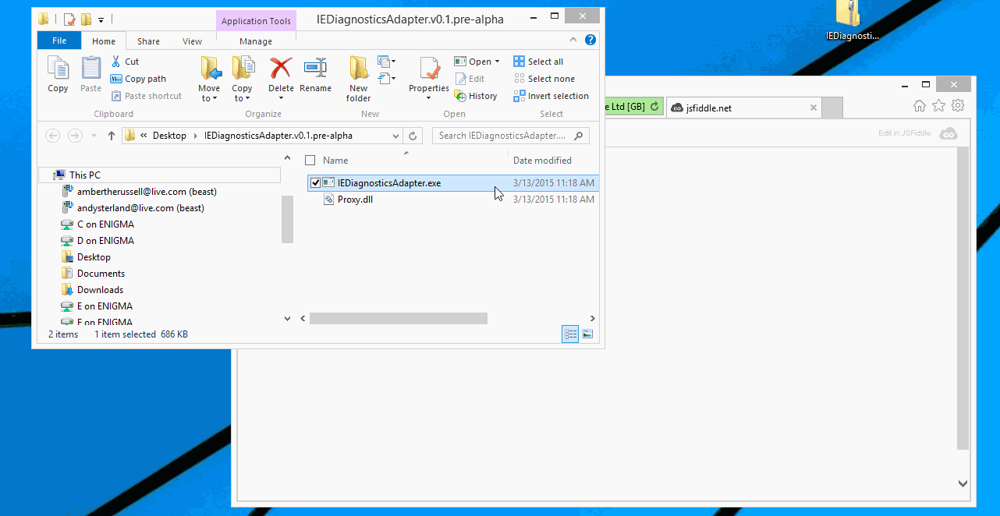 Application Tools
IEDiagnosticsAdapter.v0.1.pre-alpha
IEDiagnosti...
File
Home
Share
View
Manage
Copy
Paste
Cut
Copy path
Paste shortcut
Clipboard
Move to
Copy to
Delete
Rename
Organize
New folder
New
Properties
Open
Edit
History
Open
Select all
Select none
Invert selection
Select
« Desktop IEDiagnosticsAdapter.v0.1.pre-alpha
Search IEDiagnosticsAdapter....
Name
Date modified
This PC
ambertherussell@live.com (beast)
andysterland@live.com (beast)
C on ENIGMA
D on ENIGMA
Desktop
Documents
Downloads
E on ENIGMA
F on ENIGMA
IEDiagnosticsAdapter.exe 3/13/2015 11:18 AM
Proxy.dll 3/13/2015 11:18 AM
2 items 1 item selected 686 KB
e Ltd [GB]
jsfiddle.net
Edit in JSFiddle